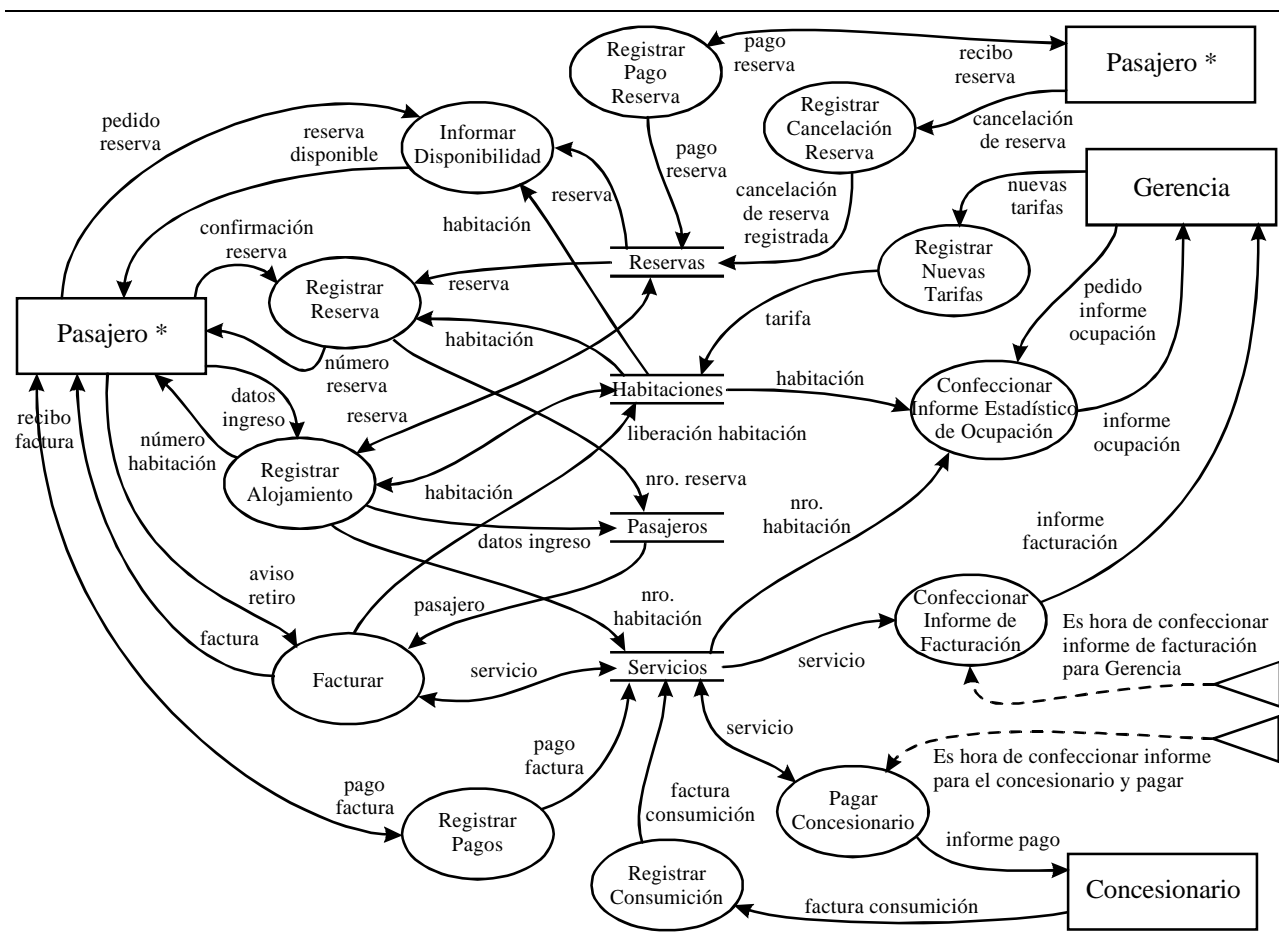 pago
reserva
Registrar
Pago
Reserva
recibo
reserva
Pasajero *
pedido
reserva
reserva
disponible
Informar
Disponibilidad
Registrar
Cancelación
Reserva
cancelación
de reserva
pago
reserva
reserva
habitación
cancelación
de reserva
registrada
nuevas
tarifas
Gerencia
confirmación
reserva
Registrar
Reserva
reserva
Reservas
Registrar
Nuevas
Tarifas
pedido
informe
ocupación
Pasajero *
número
reserva
habitación
tarifa
Habitaciones
habitación
Confeccionar
Informe Estadístico
de Ocupación
recibo
factura
datos
ingreso
reserva
número
habitación
liberación habitación
informe
ocupación
Registrar
Alojamiento
habitación
nro. reserva
nro.
habitación
Pasajeros
datos ingreso
informe
facturación
aviso
retiro
pasajero
nro.
habitación
Confeccionar
Informe de
Facturación
Es hora de confeccionar
informe de facturación
para Gerencia
factura
Facturar
servicio
Servicios
servicio
servicio
pago
factura
Es hora de confeccionar informe
para el concesionario y pagar
pago
factura
Registrar
Pagos
factura
consumición
Pagar
Concesionario
informe pago
Registrar
Consumición
factura consumición
Concesionario